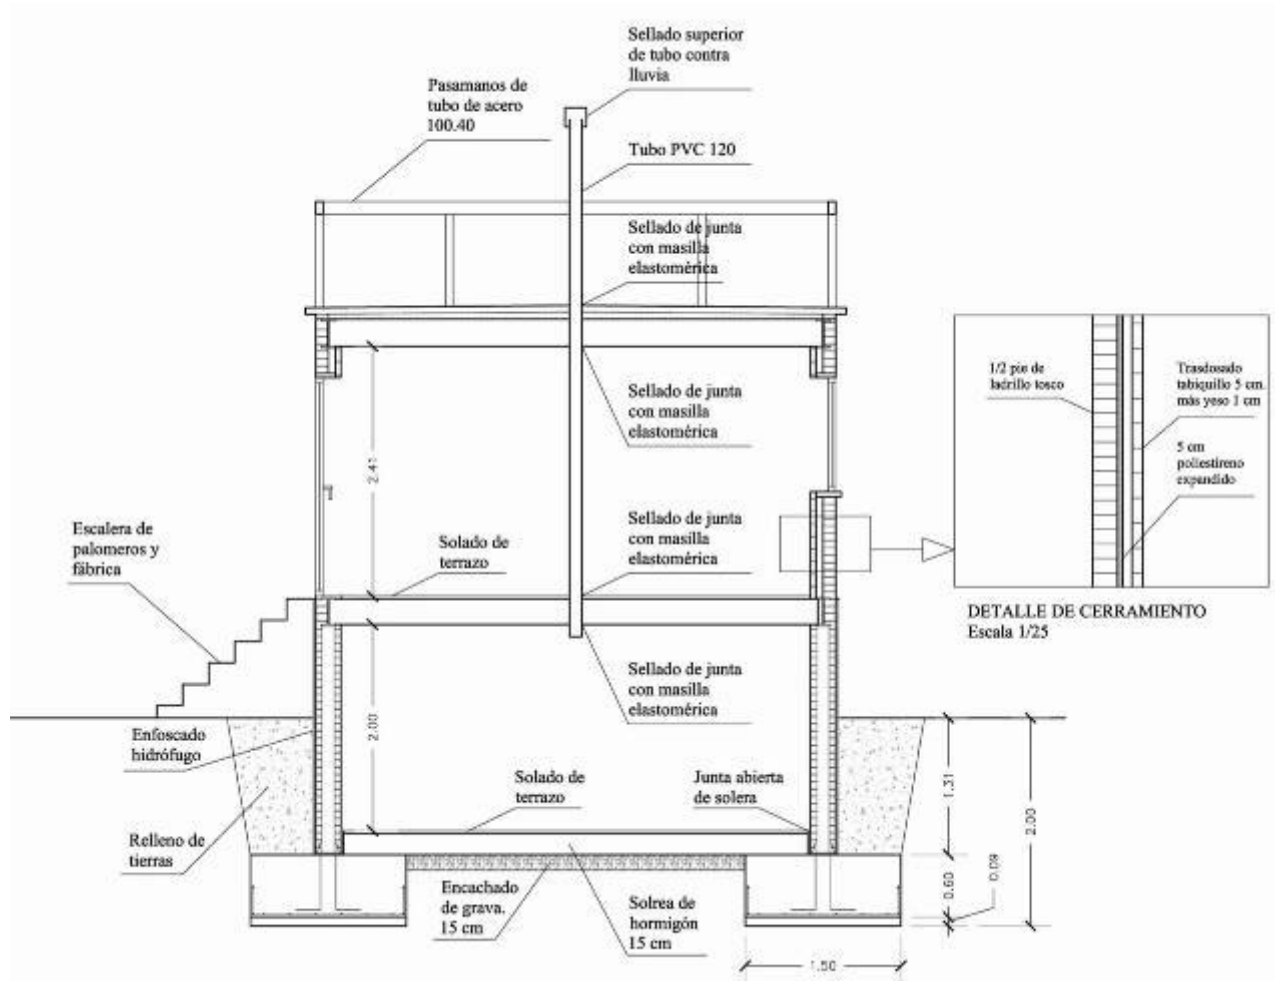 Sellado superior
de tubo contra
lluvia
Pasamanos de
tubo de acero
100.40
Tubo PVC 120
Sellado de junta
con masilla
elastomérica
1/2 pie de
ladrillo tosco
Trasdosado
tabiquillo 5 cm.
más yeso 1 cm
5 cm
poliestireno
expandido
Sellado de junta
con masilla
elastomérica
2.41
Escalera de
palomeros y
fábrica
Solado de
terrazo
Sellado de junta
con masilla
elastomérica
DETALLE DE CERRAMIENTO
Escala 1/25
Sellado de junta
con masilla
elastomérica
2.00
Enfoscado
hidrófugo
Solado de
terrazo
Junta abierta
de solera
1.31
2.00
Relleno de
tierras
0.60
0.09
Encachado
de grava.
15 cm
Solrea de
hormigón
15 cm
1.50